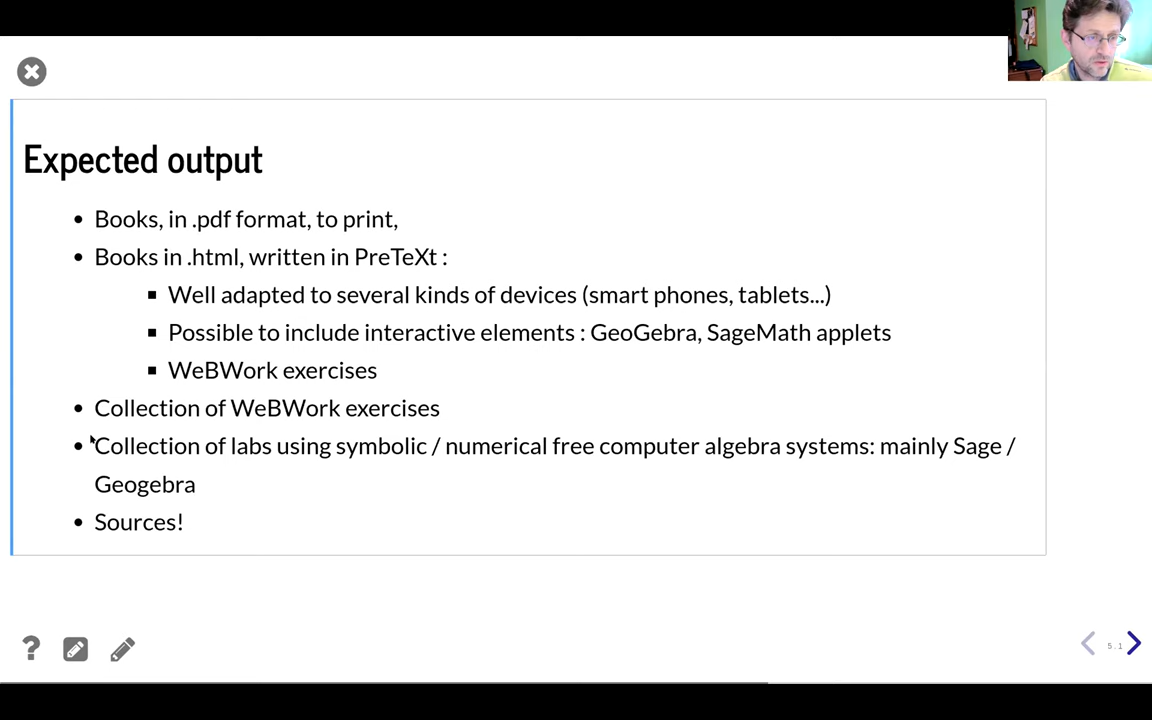 Expected output
• Books, in .pdf format, to print,
• Books in .html, written in PreTeXt :
▪ Well adapted to several kinds of devices (smart phones, tablets...)
▪ Possible to include interactive elements : GeoGebra, SageMath applets
▪ WeBWork exercises
• Collection of WeBWork exercises
• Collection of labs using symbolic / numerical free computer algebra systems: mainly Sage /
Geogebra
• Sources!
?
5.1